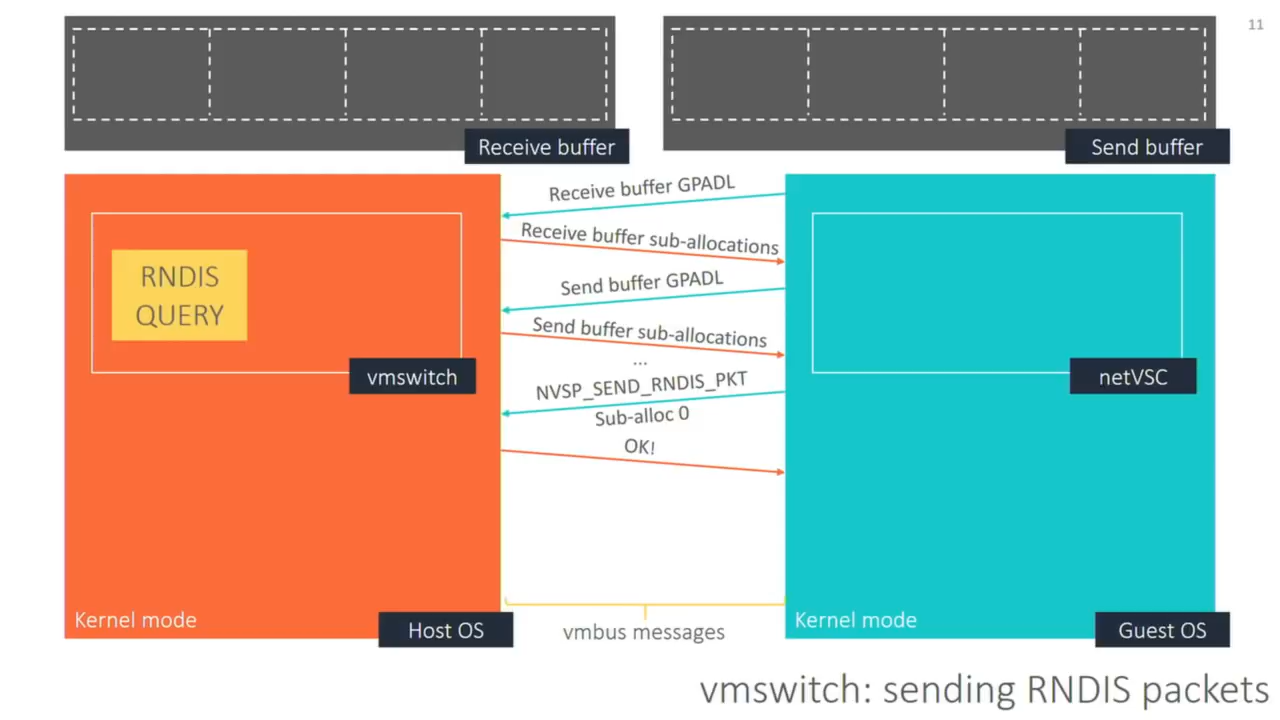 11
Receive buffer
Send buffer
Receive buffer GPADL
Receive buffer sub-allocations
Send buffer GPADL
Send buffer sub-allocations
...
NVSP_SEND_RNDIS_PKT
Sub-alloc 0
OK!
RNDIS
QUERY
vmswitch
netVSC
Kernel mode
Host OS
vmbus messages
Kernel mode
Guest OS
vmswitch: sending RNDIS packets